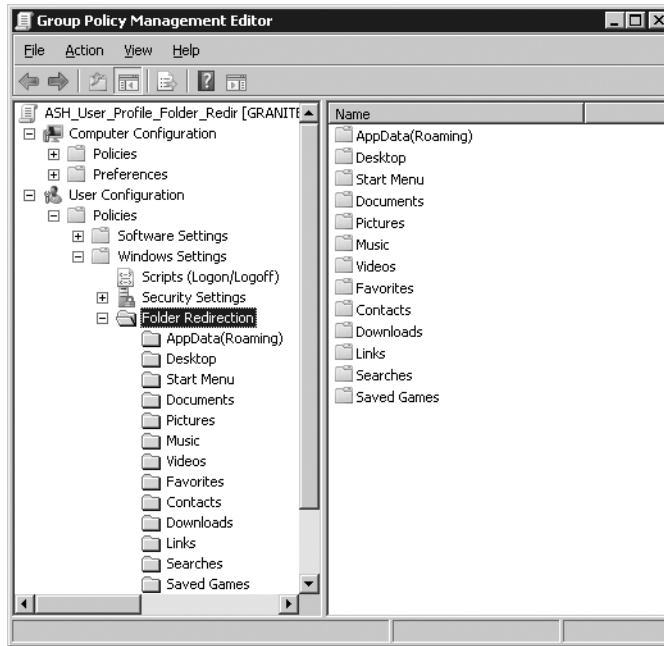 Group Policy Management Editor
File Action View Help
ASH_User_Profile_Folder_Redir [GRANITE
Computer Configuration
Policies
Preferences
User Configuration
Policies
Software Settings
Windows Settings
Scripts (Logon/Logoff)
Security Settings
Folder Redirection
AppData(Roaming)
Desktop
Start Menu
Documents
Pictures
Music
Videos
Favorites
Contacts
Downloads
Links
Searches
Saved Games
Name
AppData(Roaming)
Desktop
Start Menu
Documents
Pictures
Music
Videos
Favorites
Contacts
Downloads
Links
Searches
Saved Games